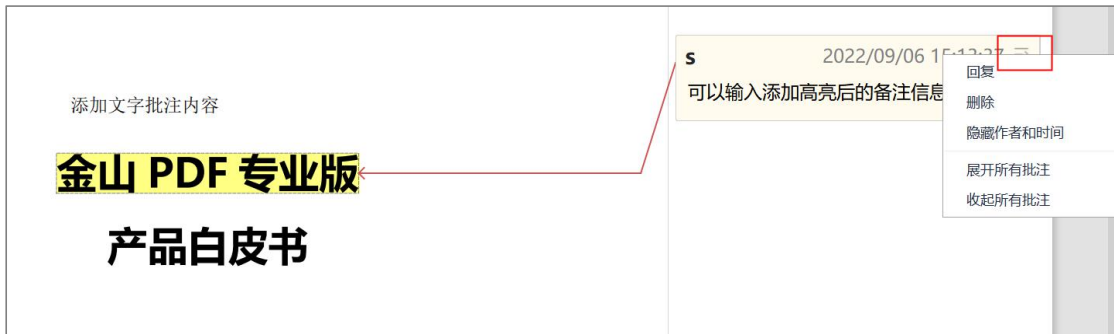 s 2022/09/06 15:13:37
回复
可以输入添加高亮后的备注信息
删除
添加文字批注内容
隐藏作者和时间
金山 PDF 专业版
展开所有批注
收起所有批注
产品白皮书